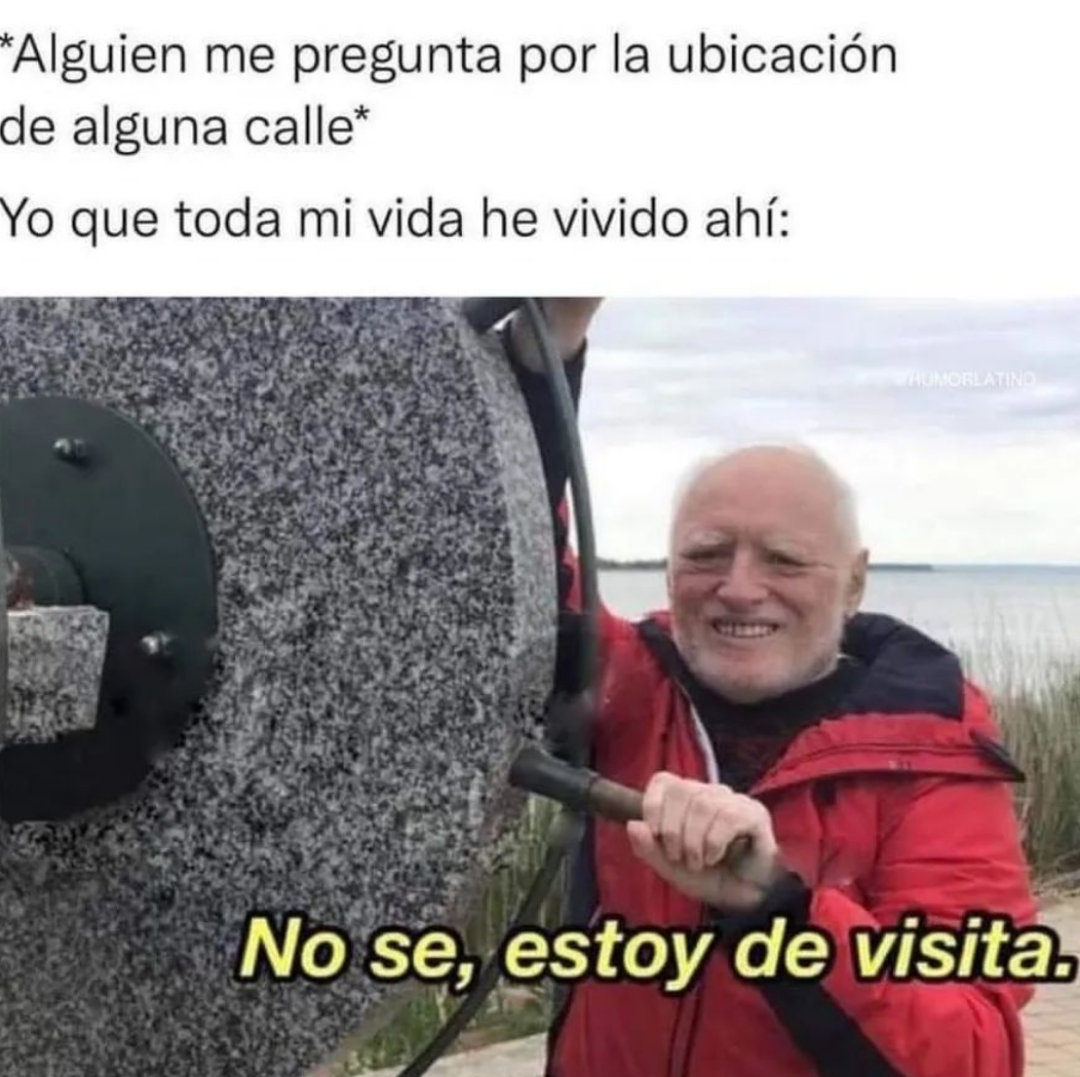 *Alguien me pregunta por la ubicación
de alguna calle*
Yo que toda mi vida he vivido ahí:
@HUMORLATINO
No se, estoy de visita.